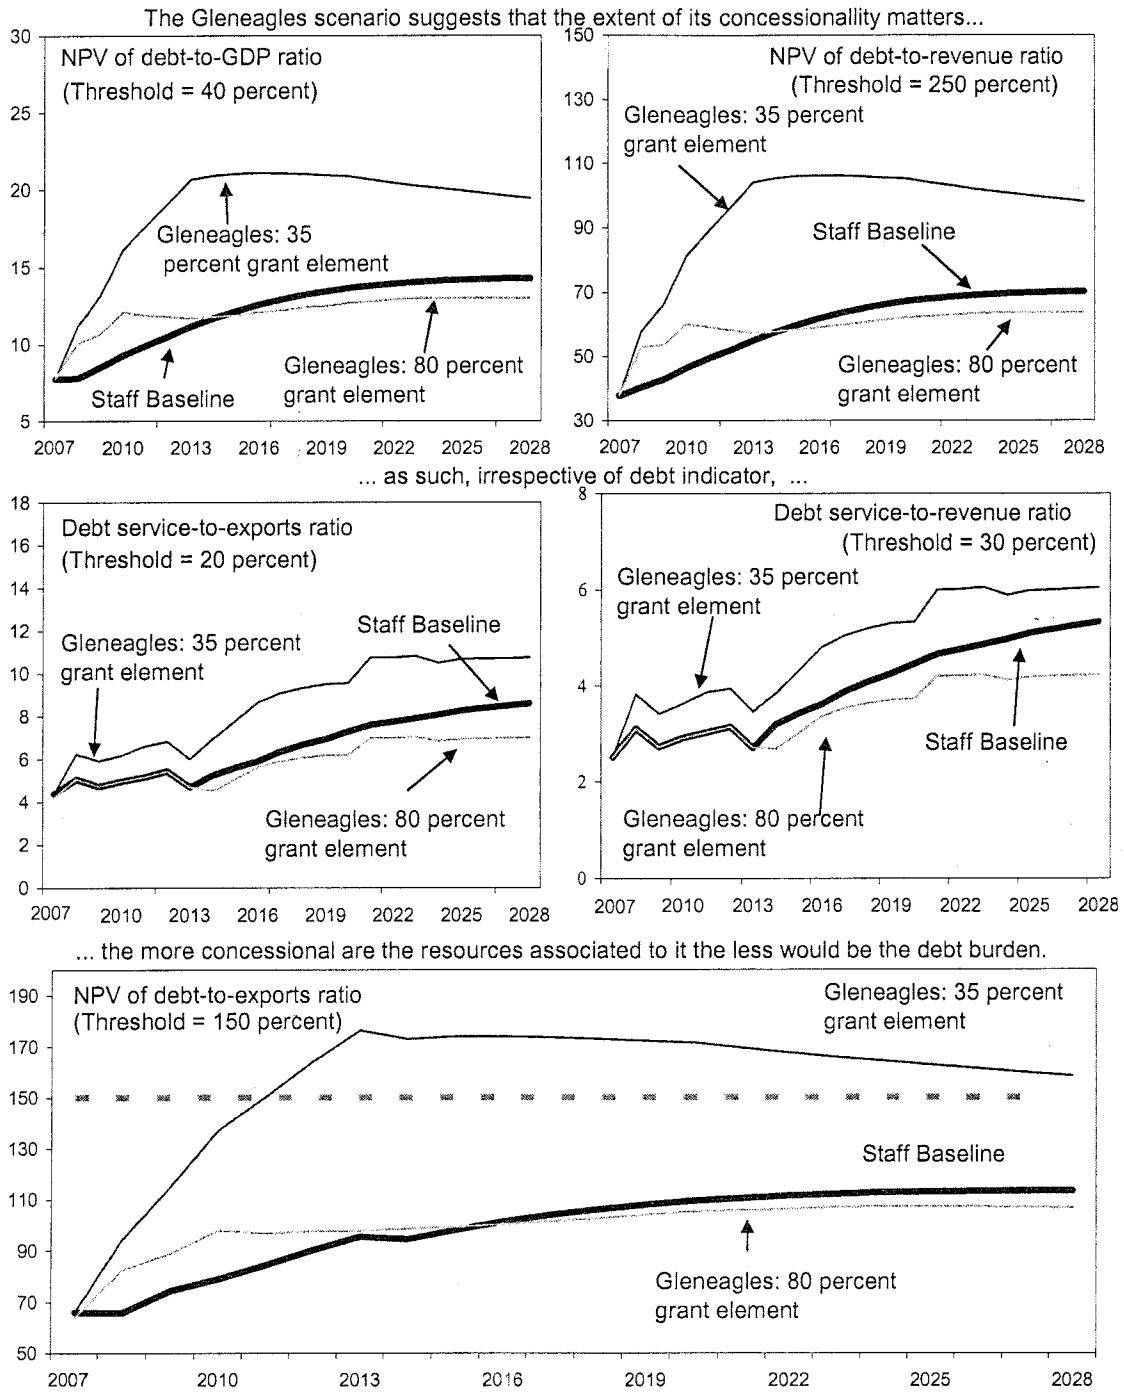 The Gleneagles scenario suggests that the extent of its concessionallity matters...
30
25
20
15
10
5
NPV of debt-to-GDP ratio
(Threshold = 40 percent)
Gleneagles: 35
percent grant element
Gleneagles: 80 percent
grant element
Staff Baseline
2007 2010 2013 2016 2019 2022 2025 2028
150
130
110
90
70
50
30
NPV of debt-to-revenue ratio
(Threshold = 250 percent)
Gleneagles: 35 percent
grant element
Staff Baseline
Gleneagles: 80 percent
grant element
2007 2010 2013 2016 2019 2022 2025 2028
... as such, irrespective of debt indicator, ...
18
16
14
12
10
8
6
4
2
0
Debt service-to-exports ratio
(Threshold = 20 percent)
Staff Baseline
Gleneagles: 35 percent
grant element
Gleneagles: 80 percent
grant element
2007 2010 2013 2016 2019 2022 2025 2028
8
6
4
2
0
Debt service-to-revenue ratio
(Threshold = 30 percent)
Gleneagles: 35 percent
grant element
Staff Baseline
Gleneagles: 80 percent
grant element
2007 2010 2013 2016 2019 2022 2025 2028
... the more concessional are the resources associated to it the less would be the debt burden.
190
170
150
130
110
90
70
50
NPV of debt-to-exports ratio
(Threshold = 150 percent)
Gleneagles: 35 percent
grant element
Staff Baseline
Gleneagles: 80 percent
grant element
2007 2010 2013 2016 2019 2022 2025 2028